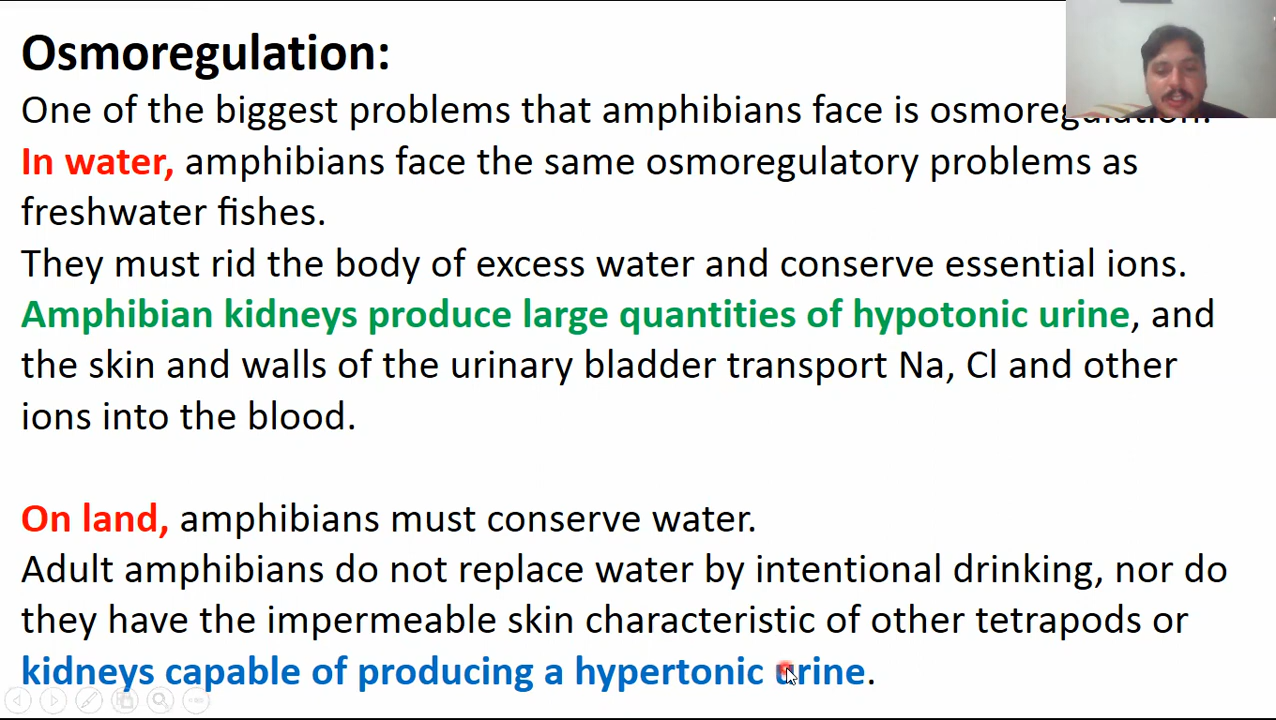 Osmoregulation:
One of the biggest problems that amphibians face is osmoregulation.
In water, amphibians face the same osmoregulatory problems as
freshwater fishes.
They must rid the body of excess water and conserve essential ions.
Amphibian kidneys produce large quantities of hypotonic urine, and
the skin and walls of the urinary bladder transport Na, Cl and other
ions into the blood.
On land, amphibians must conserve water.
Adult amphibians do not replace water by intentional drinking, nor do
they have the impermeable skin characteristic of other tetrapods or
kidneys capable of producing a hypertonic urine.